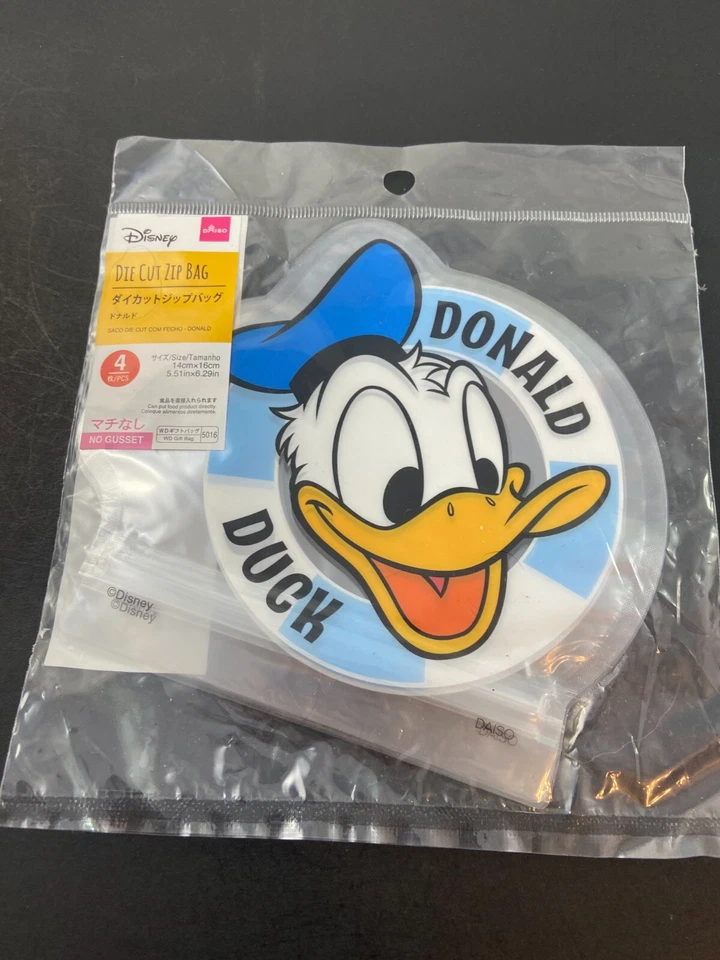 Disney
DAISO
DIE CUT ZIP BAG
ダイカットジップバッグ
ドナルド
SACO DIE CUT COM FECHO - DONALD
4
枚/PCS
サイズ/Size/Tamanho
14cm×16cm
5.51in×6.29in
食品を直接入れられます
Can put food product directly.
Coloque alimentos diretamente.
マチなし
NO GUSSET
WDギフトバッグ
WD Gift Bag
5016
DONALD
DUCK
©Disney
©Disney
DAISO
DAISO